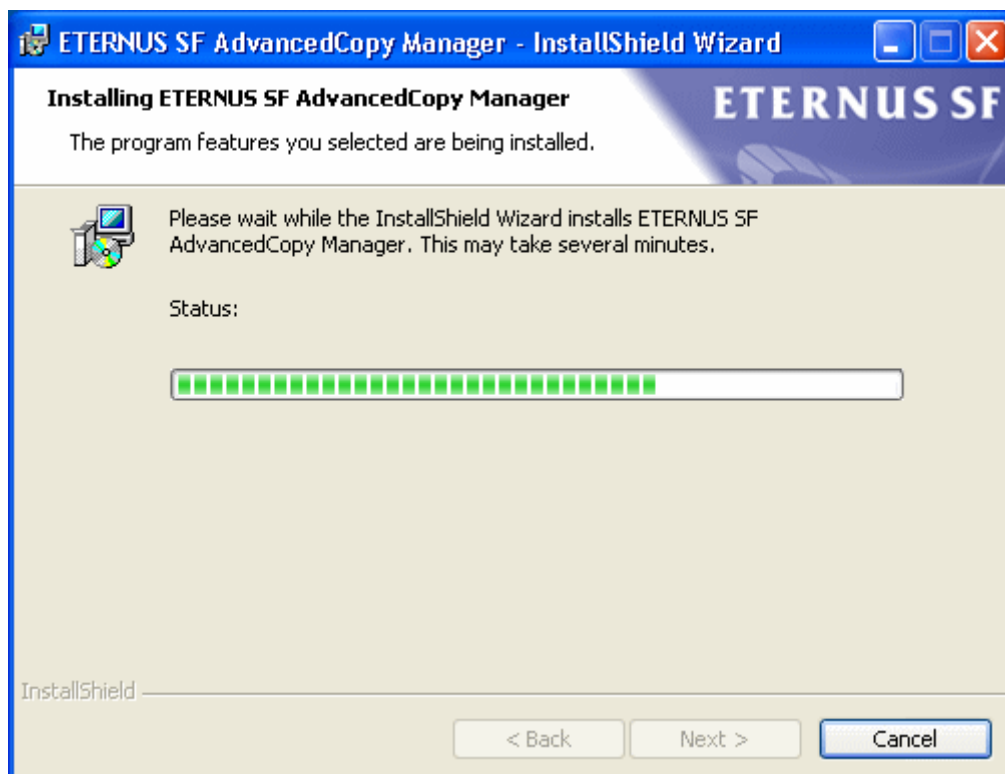 ETERNUS SF AdvancedCopy Manager - InstallShield Wizard
Installing ETERNUS SF AdvancedCopy Manager
ETERNUS SF
The program features you selected are being installed.
Please wait while the InstallShield Wizard installs ETERNUS SF
AdvancedCopy Manager. This may take several minutes.
Status:
InstallShield
< Back
Next >
Cancel